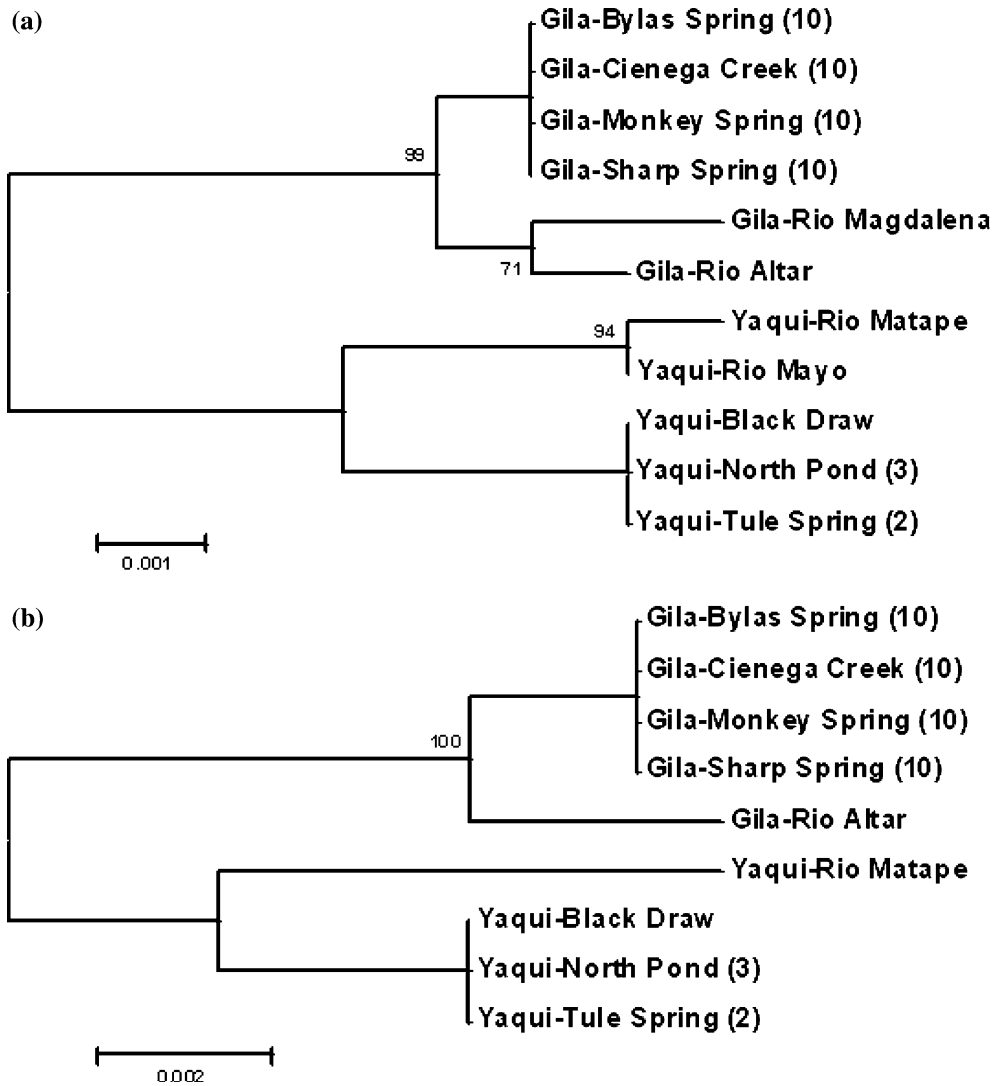 (a)
Gila-Bylas Spring (10)
Gila-Cienega Creek (10)
Gila-Monkey Spring (10)
99
Gila-Sharp Spring (10)
Gila-Rio Magdalena
71
Gila-Rio Altar
Yaqui-Rio Matape
94
Yaqui-Rio Mayo
Yaqui-Black Draw
Yaqui-North Pond (3)
Yaqui-Tule Spring (2)
0.001
(b)
Gila-Bylas Spring (10)
Gila-Cienega Creek (10)
Gila-Monkey Spring (10)
100
Gila-Sharp Spring (10)
Gila-Rio Altar
Yaqui-Rio Matape
Yaqui-Black Draw
Yaqui-North Pond (3)
Yaqui-Tule Spring (2)
0.002